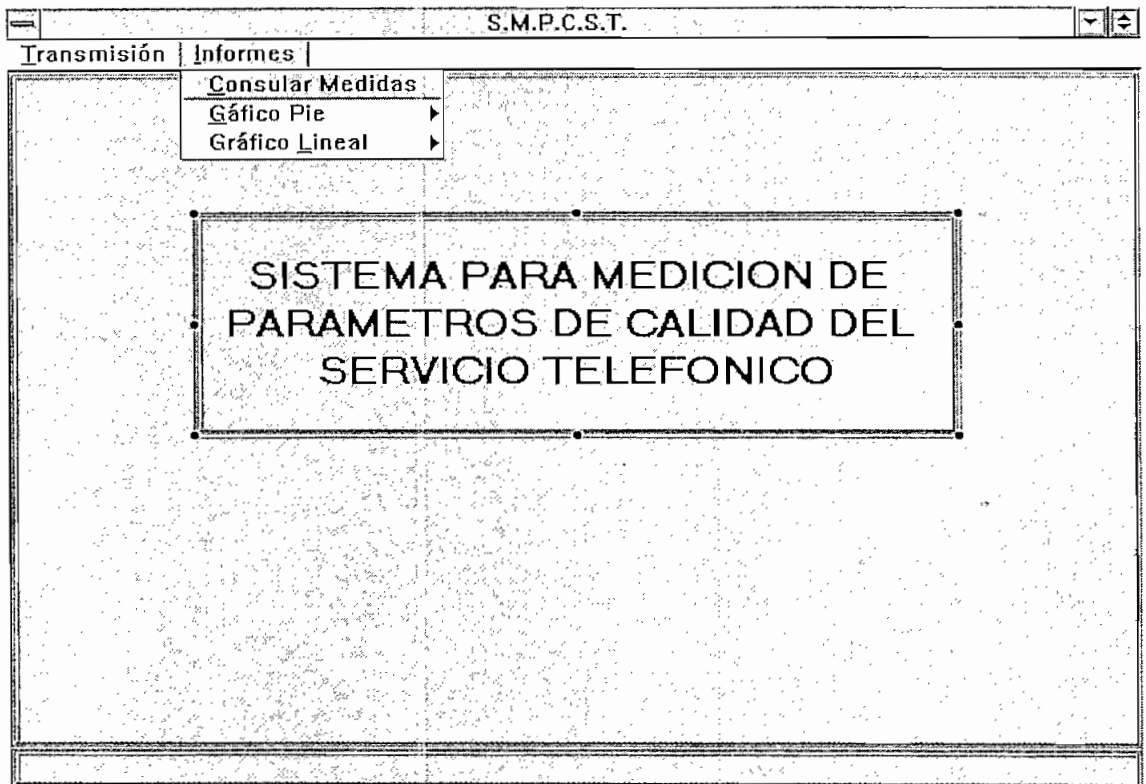 S.M.P.C.S.T.
Transmisión | Informes |
Consular Medidas
Gáfico Pie
Gráfico Lineal
SISTEMA PARA MEDICION DE
PARAMETROS DE CALIDAD DEL
SERVICIO TELEFONICO